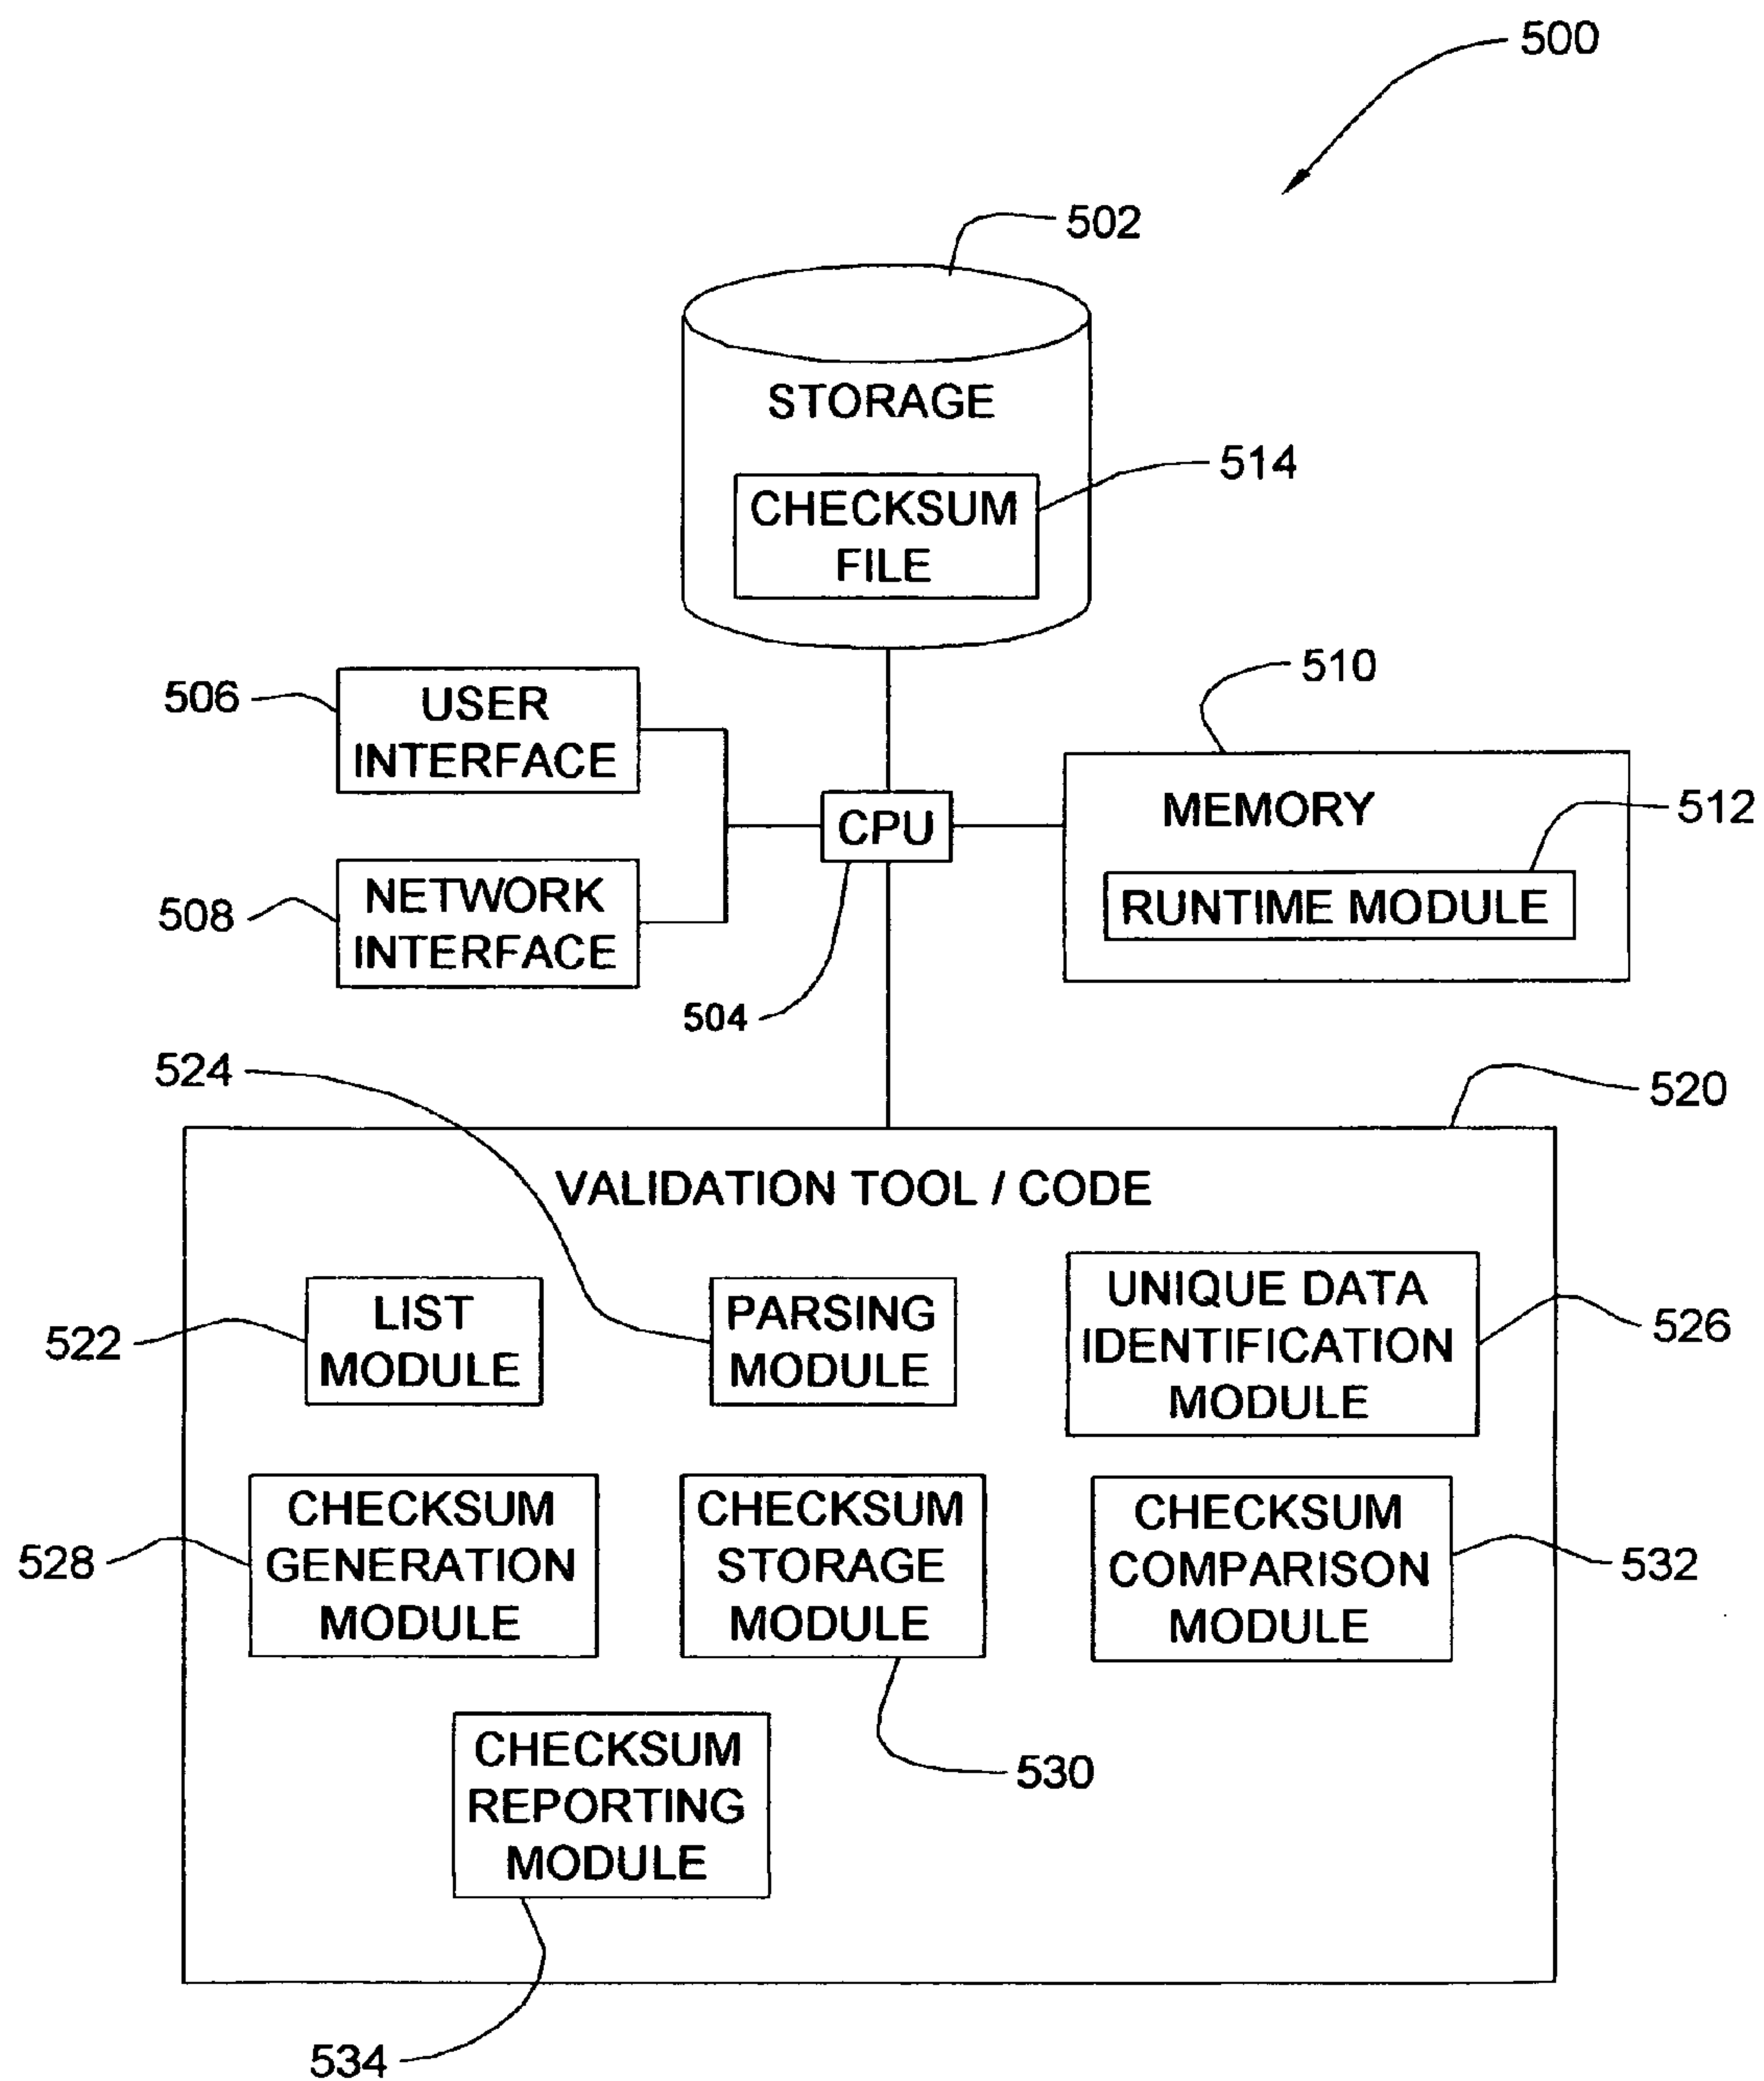 500
502
STORAGE
514
CHECKSUM
FILE
506
USER
INTERFACE
510
MEMORY
512
RUNTIME MODULE
CPU
508
NETWORK
INTERFACE
504
524
520
VALIDATION TOOL / CODE
522
LIST
MODULE
PARSING
MODULE
UNIQUE DATA
IDENTIFICATION
MODULE
526
528
CHECKSUM
GENERATION
MODULE
CHECKSUM
STORAGE
MODULE
CHECKSUM
COMPARISON
MODULE
532
530
CHECKSUM
REPORTING
MODULE
534